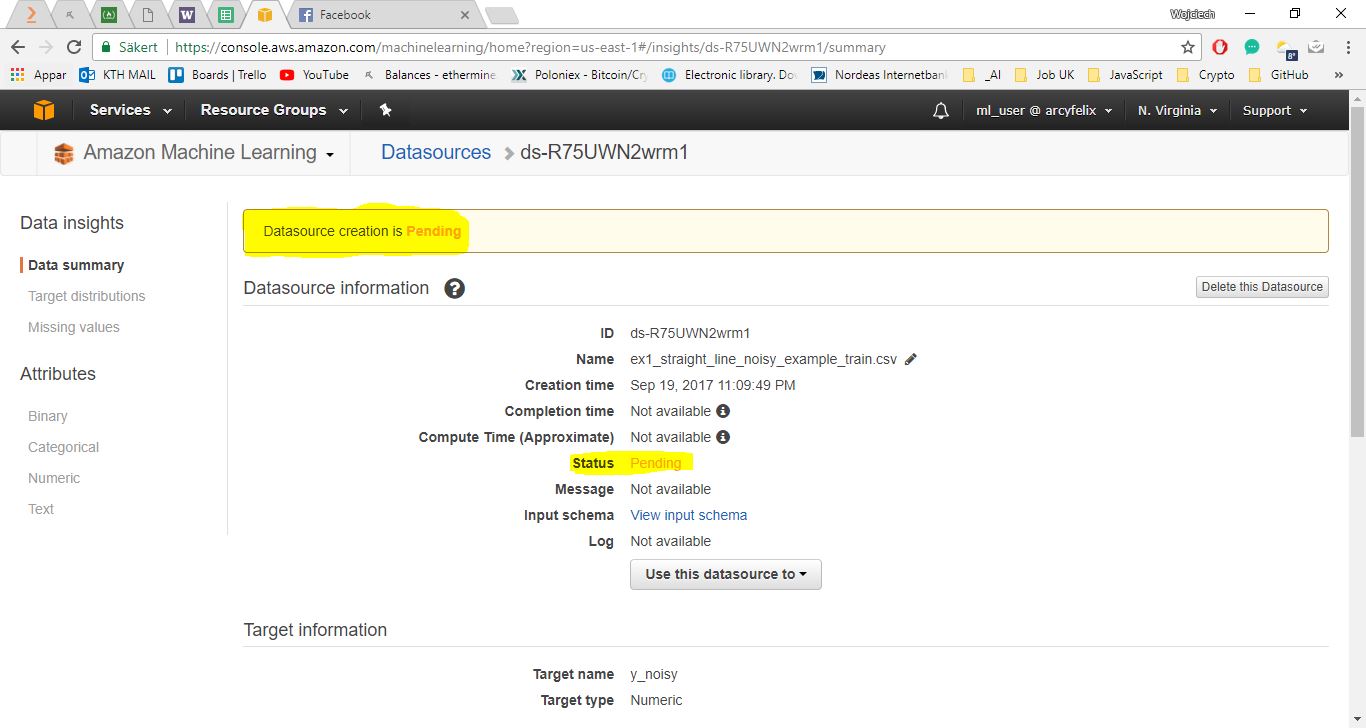 Facebook
Wojciech
Säkert
https://console.aws.amazon.com/machinelearning/home?region=us-east-1#/insights/ds-R75UWN2wrm1/summary
Appar KTH MAIL Boards | Trello YouTube Balances - ethermine Poloniex - Bitcoin/Cry Electronic library. Do Nordeas Internetban _AI Job UK JavaScript Crypto GitHub »
8°
Services Resource Groups ml_user @ arcyfelix N. Virginia Support
Amazon Machine Learning Datasources ds-R75UWN2wrm1
Data insights
Data summary
Target distributions
Missing values
Attributes
Binary
Categorical
Numeric
Text
Datasource creation is Pending
Datasource information ?
Delete this Datasource
ID ds-R75UWN2wrm1
Name ex1_straight_line_noisy_example_train.csv
Creation time Sep 19, 2017 11:09:49 PM
Completion time Not available
Compute Time (Approximate) Not available
Status Pending
Message Not available
Input schema View input schema
Log Not available
Use this datasource to
Target information
Target name y_noisy
Target type Numeric